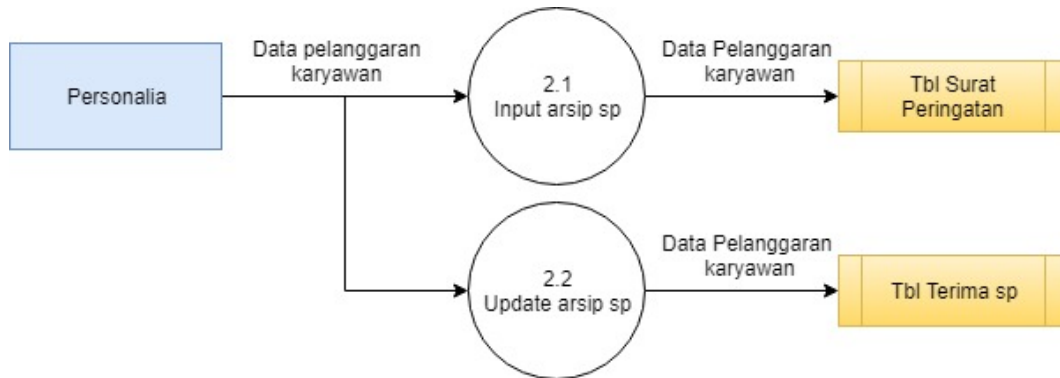 Personalia
Data pelanggaran
karyawan
2.1
Input arsip sp
Data Pelanggaran
karyawan
Tbl Surat
Peringatan
2.2
Update arsip sp
Data Pelanggaran
karyawan
Tbl Terima sp